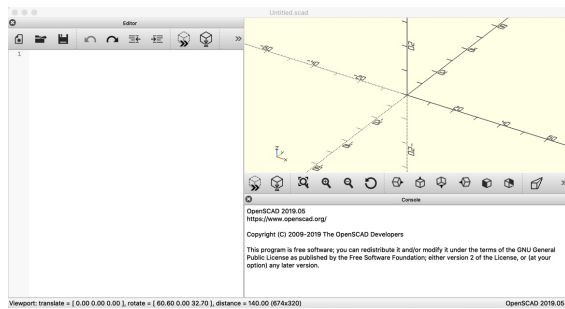 Untitled.scad
Editor
1
Z
y
x
Console
OpenSCAD 2019.05
https://www.openscad.org/
Copyright (C) 2009-2019 The OpenSCAD Developers
This program is free software; you can redistribute it and/or modify it under the terms of the GNU General
Public License as published by the Free Software Foundation; either version 2 of the License, or (at your
option) any later version.
Viewport: translate = [ 0.00 0.00 0.00 ], rotate = [ 60.60 0.00 32.70 ], distance = 140.00 (674x320)
OpenSCAD 2019.05